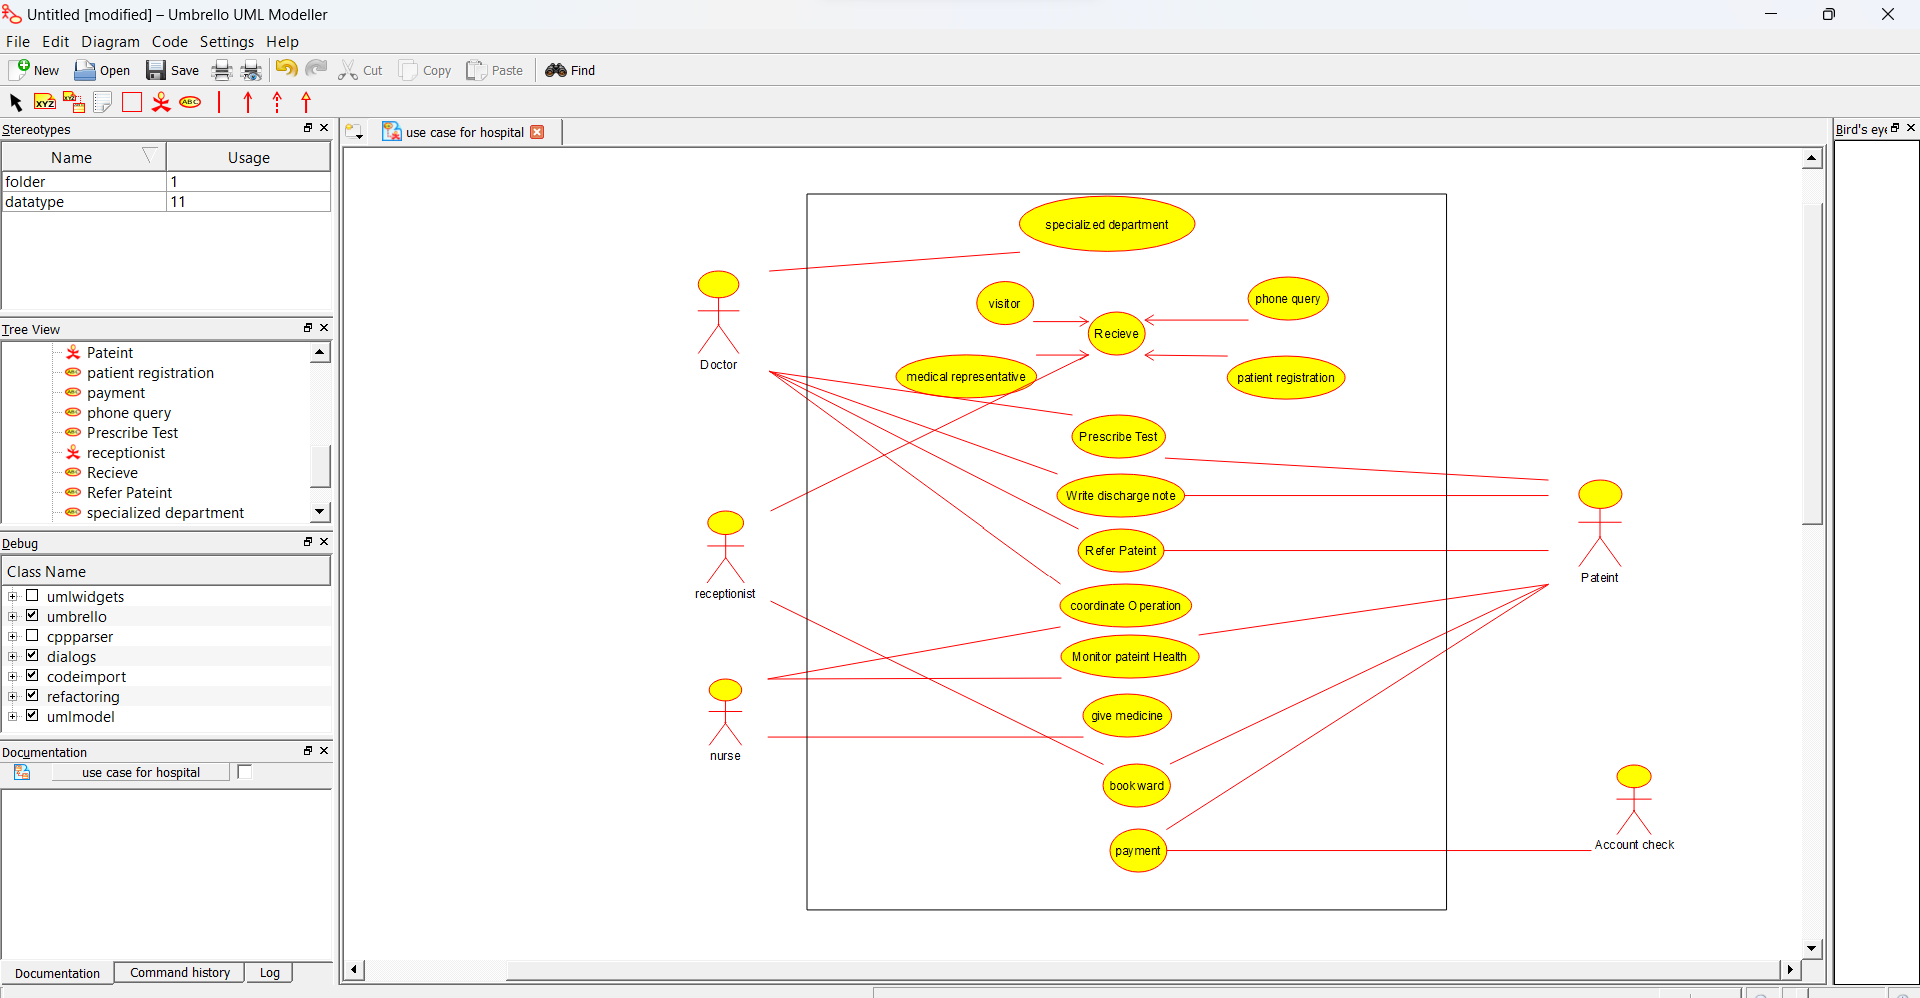 Untitled [modified] – Umbrello UML Modeller
File Edit Diagram Code Settings Help
New Open Save Cut Copy Paste Find
XYZ XYZ ABC
Stereotypes
Name Usage
folder 1
datatype 11
Tree View
Pateint
patient registration
payment
phone query
Prescribe Test
receptionist
Recieve
Refer Pateint
specialized department
Debug
Class Name
umlwidgets
umbrello
cppparser
dialogs
codeimport
refactoring
umlmodel
Documentation
use case for hospital
Documentation Command history Log
use case for hospital
specialized department
visitor
phone query
Recieve
Doctor
medical representative
patient registration
Prescribe Test
Write discharge note
Refer Pateint
Pateint
receptionist
coordinate Operation
Monitor pateint Health
give medicine
nurse
book ward
payment
Account check
Bird's eye